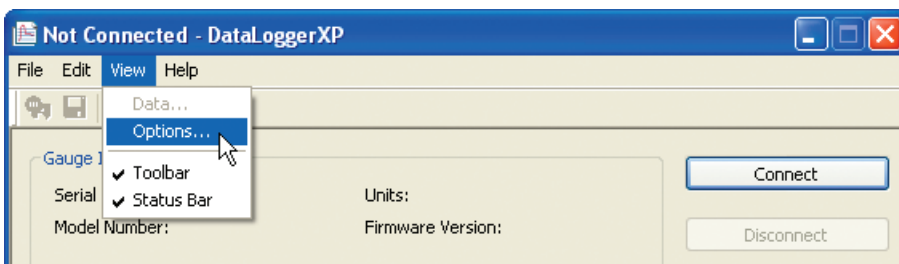 Not Connected - DataLoggerXP
File Edit View Help
Data...
Options...
Gauge
Toolbar
Connect
Serial
Status Bar
Units:
Model Number:
Firmware Version:
Disconnect